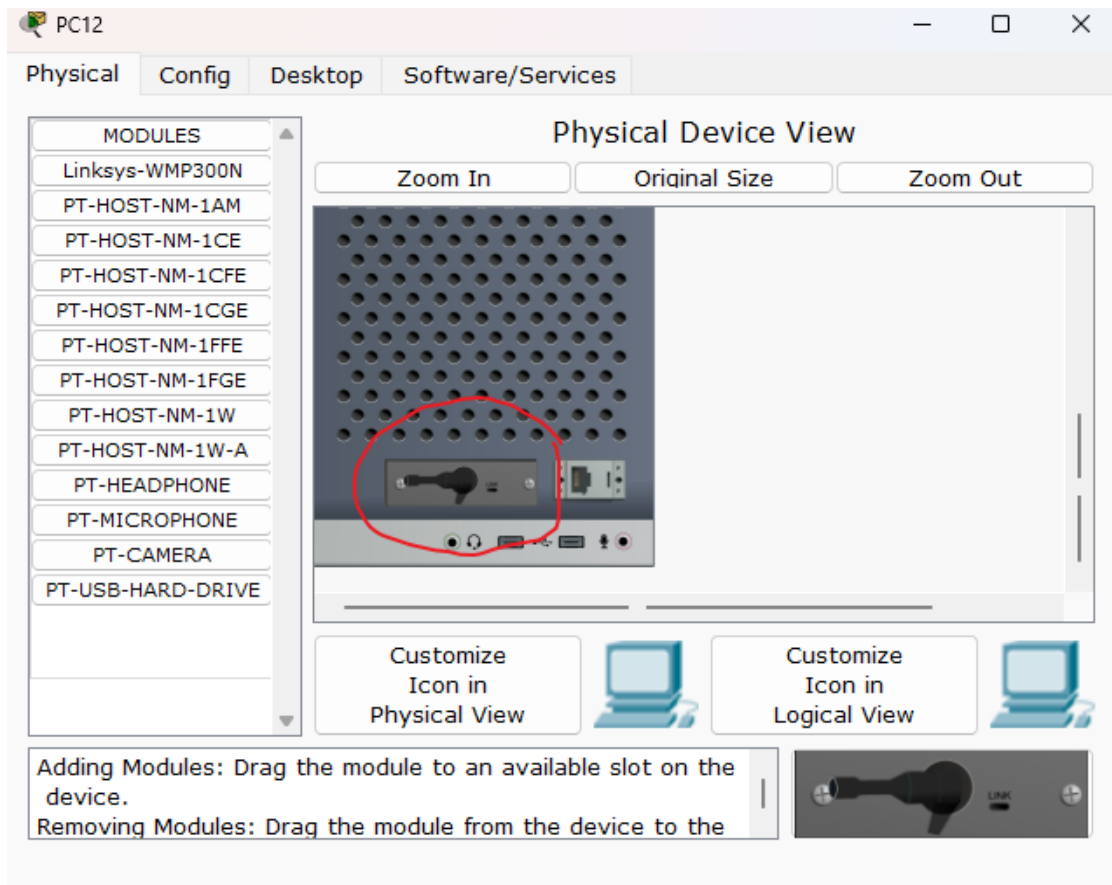 PC12
Physical
Config
Desktop
Software/Services
MODULES
Linksys-WMP300N
PT-HOST-NM-1AM
PT-HOST-NM-1CE
PT-HOST-NM-1CFE
PT-HOST-NM-1CGE
PT-HOST-NM-1FFE
PT-HOST-NM-1FGE
PT-HOST-NM-1W
PT-HOST-NM-1W-A
PT-HEADPHONE
PT-MICROPHONE
PT-CAMERA
PT-USB-HARD-DRIVE
Physical Device View
Zoom In
Original Size
Zoom Out
LINK
Customize
Icon in
Physical View
Customize
Icon in
Logical View
Adding Modules: Drag the module to an available slot on the
device.
Removing Modules: Drag the module from the device to the
LINK